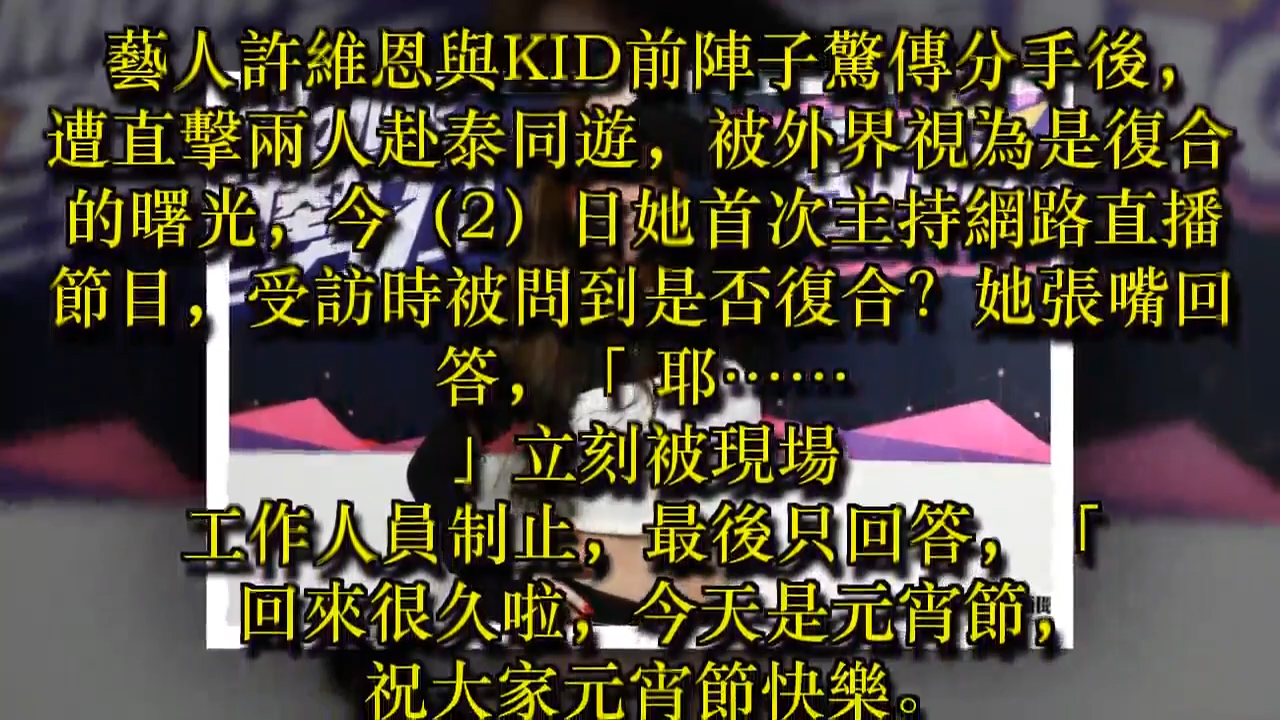 藝人許維恩與KID前陣子驚傳分手後，
遭直擊兩人赴泰同遊，被外界視為是復合
的曙光，今（2）日她首次主持網路直播
節目，受訪時被問到是否復合？她張嘴回
答，「 耶……
」立刻被現場
工作人員制止，最後只回答，「
回來很久啦，今天是元宵節，
祝大家元宵節快樂。